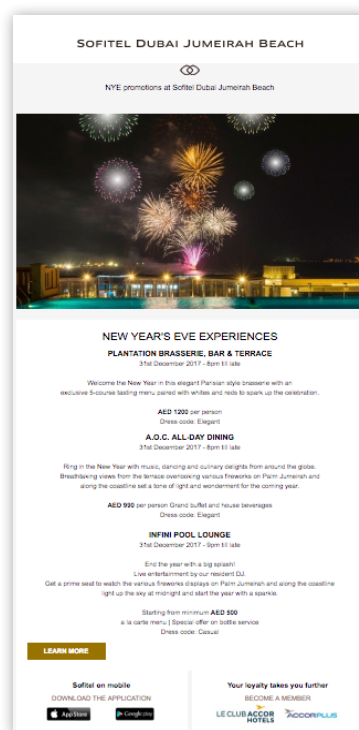 SOFITEL DUBAI JUMEIRAH BEACH
NYE promotions at Sofitel Dubai Jumeirah Beach
NEW YEAR'S EVE EXPERIENCES
PLANTATION BRASSERIE, BAR & TERRACE
31st December 2017 - 8pm till late
Welcome the New Year in this elegant Parisian style brasserie with an
exclusive 5-course tasting menu paired with whites and reds to spark up the celebration.
AED 1200 per person
Dress code: Elegant
A.O.C. ALL-DAY DINING
31st December 2017 - 8pm till late
Ring in the New Year with music, dancing and culinary delights from around the globe.
Breathtaking views from the terrace overlooking various fireworks on Palm Jumeirah and
along the coastline set a tone of light and wonderment for the coming year.
AED 990 per person Grand buffet and house beverages
Dress code: Elegant
INFINI POOL LOUNGE
31st December 2017 - 9pm till late
End the year with a big splash!
Live entertainment by our resident DJ.
Get a prime seat to watch the various fireworks displays on Palm Jumeirah and along the coastline
light up the sky at midnight and start the year with a sparkle.
Starting from minimum AED 500
a la carte menu | Special offer on bottle service
Dress code: Casual
LEARN MORE
Sofitel on mobile
DOWNLOAD THE APPLICATION
App Store Google play
Your loyalty takes you further
BECOME A MEMBER
LE CLUB ACCOR HOTELS
ACCORPLUS